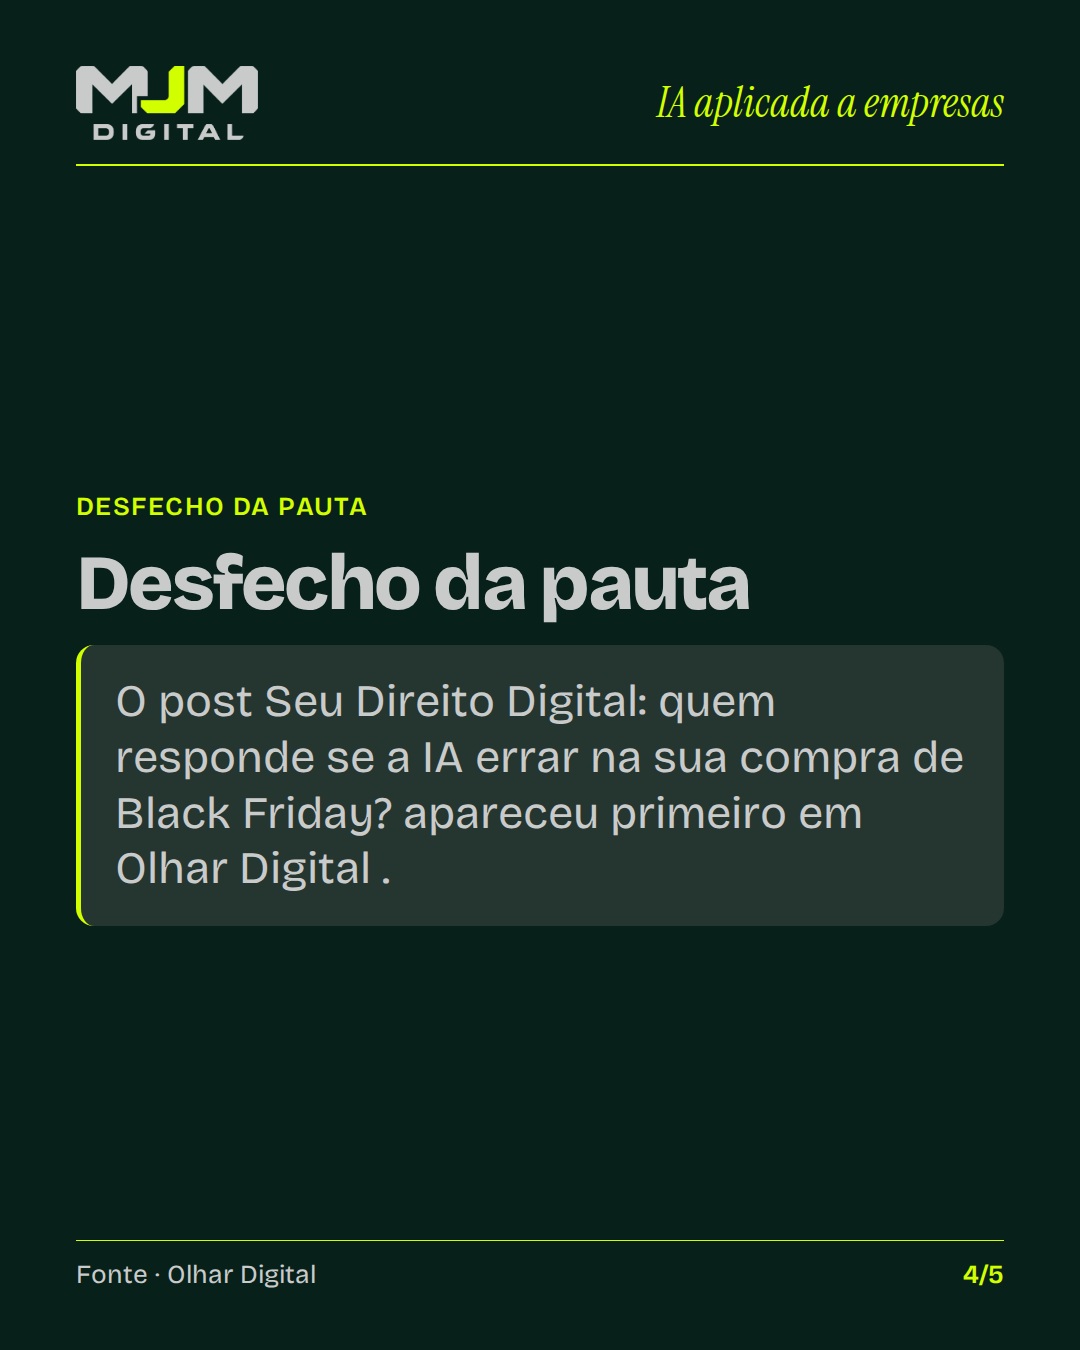 MJM
DIGITAL
IA aplicada a empresas
DESFECHO DA PAUTA
Desfecho da pauta
O post Seu Direito Digital: quem
responde se a IA errar na sua compra de
Black Friday? apareceu primeiro em
Olhar Digital .
Fonte · Olhar Digital
4/5